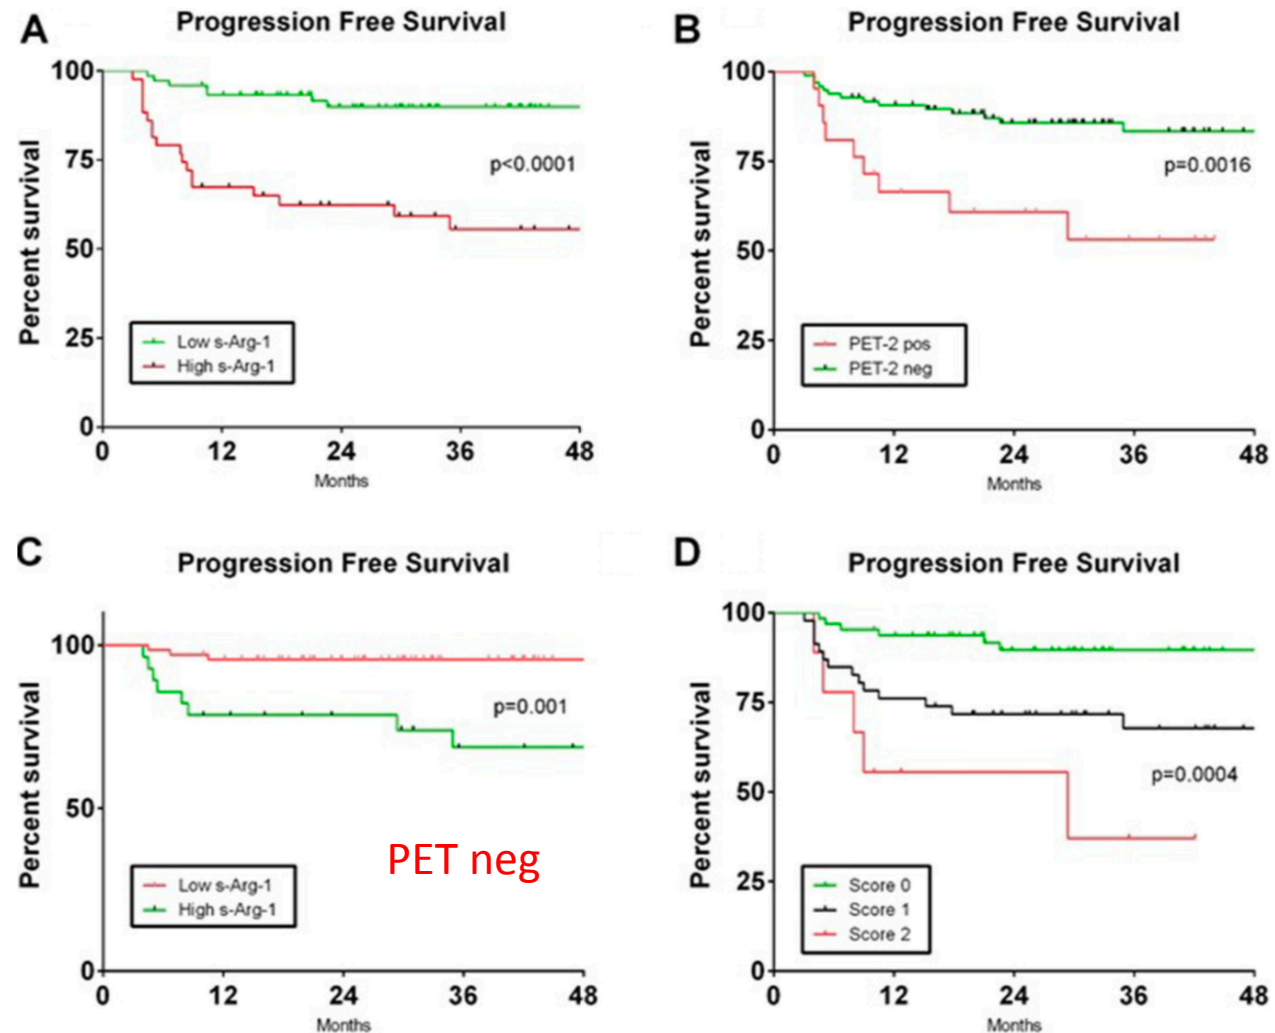 A
Progression Free Survival
Percent survival
100
75
50
25
0
p<0.0001
Low s-Arg-1
High s-Arg-1
0 12 24 36 48
Months
B
Progression Free Survival
Percent survival
100
75
50
25
0
p=0.0016
PET-2 pos
PET-2 neg
0 12 24 36 48
Months
C
Progression Free Survival
Percent survival
100
50
0
p=0.001
PET neg
Low s-Arg-1
High s-Arg-1
0 12 24 36 48
Months
D
Progression Free Survival
Percent survival
100
75
50
25
0
p=0.0004
Score 0
Score 1
Score 2
0 12 24 36 48
Months